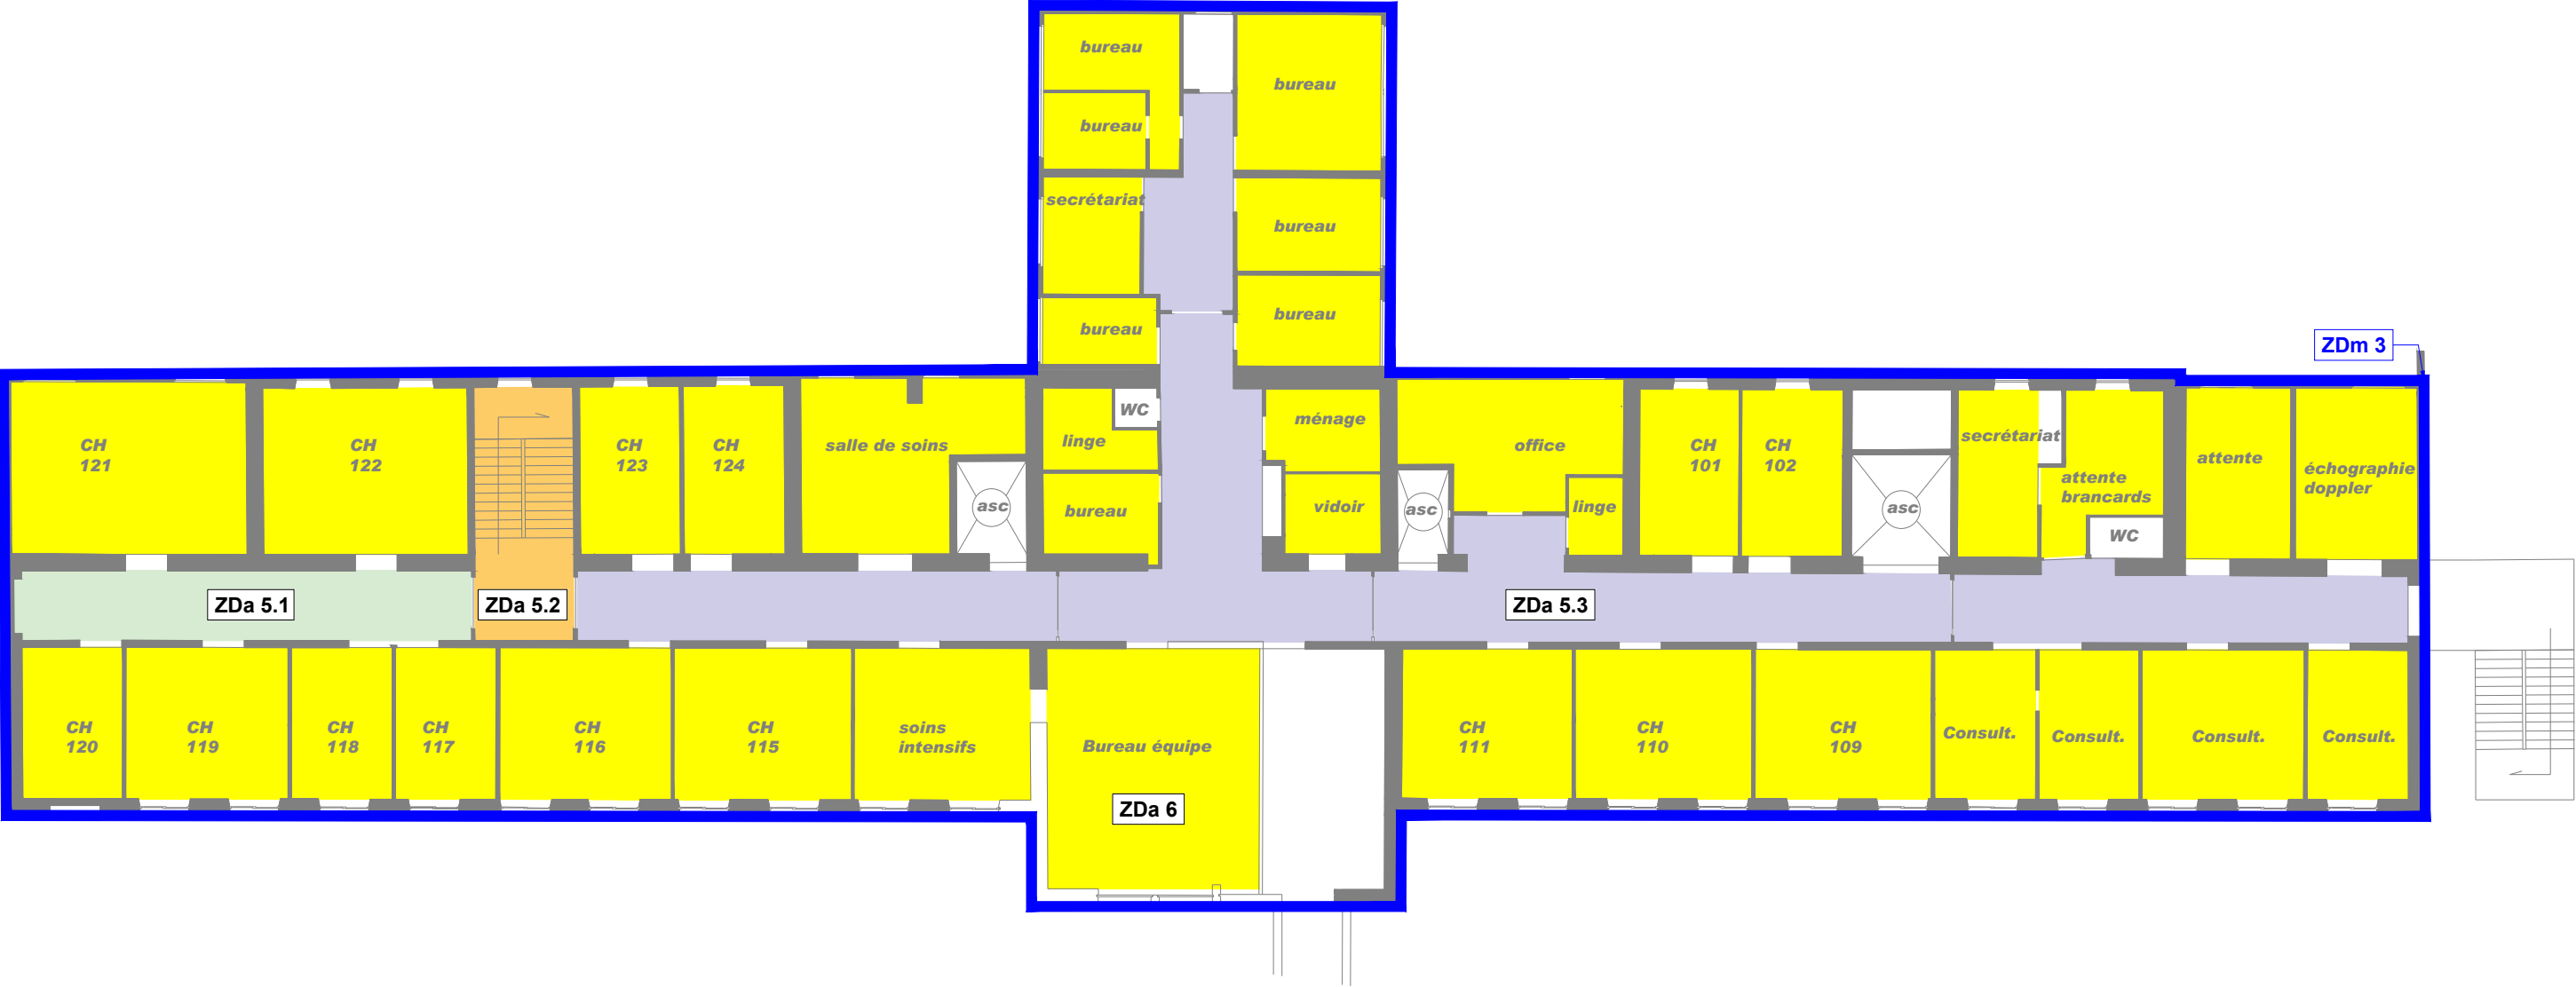 bureau
bureau
bureau
secrétariat
bureau
bureau
bureau
ZDm 3
CH
121
CH
122
CH
123
CH
124
salle de soins
asc
WC
linge
bureau
ménage
vidoir
office
asc
linge
CH
101
CH
102
asc
secrétariat
attente
brancards
WC
attente
échographie
doppler
ZDa 5.1
ZDa 5.2
ZDa 5.3
CH
120
CH
119
CH
118
CH
117
CH
116
CH
115
soins
intensifs
Bureau équipe
ZDa 6
CH
111
CH
110
CH
109
Consult.
Consult.
Consult.
Consult.